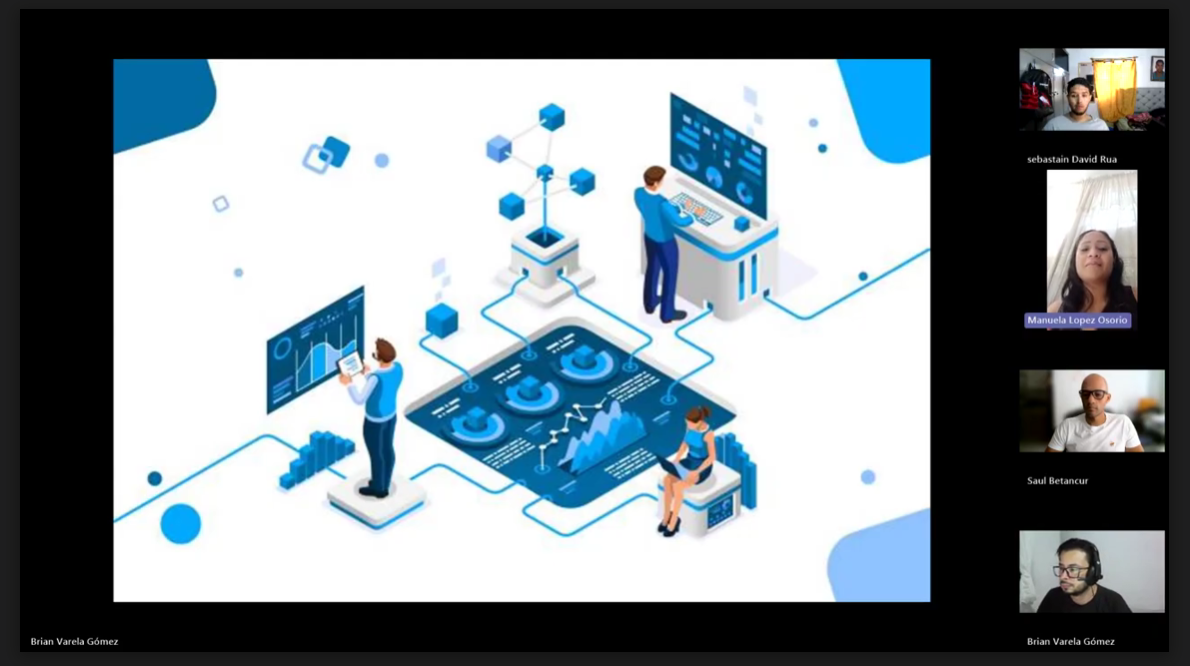 sebastain David Rua
Manuela Lopez Osorio
Saul Betancur
Brian Varela Gómez
Brian Varela Gómez